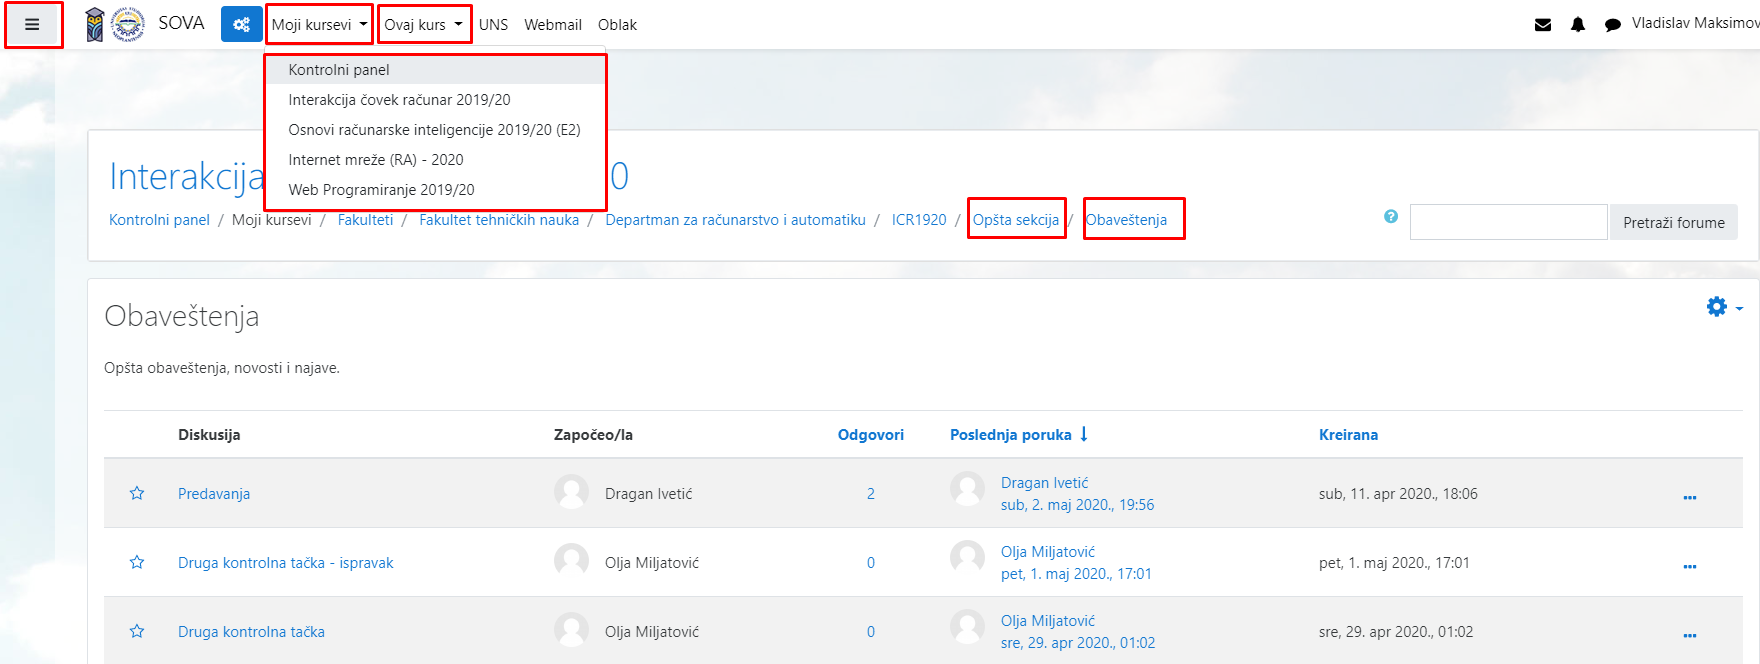 SOVA Moji kursevi Ovaj kurs UNS Webmail Oblak Vladislav Maksimov
Kontrolni panel
Interakcija čovek računar 2019/20
Osnovi računarske inteligencije 2019/20 (E2)
Internet mreže (RA) - 2020
Web Programiranje 2019/20
Interakcija 0
Kontrolni panel / Moji kursevi / Fakulteti / Fakultet tehničkih nauka / Departman za računarstvo i automatiku / ICR1920 / Opšta sekcija / Obaveštenja
Pretraži forume
Obaveštenja
Opšta obaveštenja, novosti i najave.
Diskusija Započeo/la Odgovori Poslednja poruka Kreirana
Predavanja Dragan Ivetić 2 Dragan Ivetić sub, 11. apr 2020., 18:06
sub, 2. maj 2020., 19:56
Druga kontrolna tačka - ispravak Olja Miljatović 0 Olja Miljatović pet, 1. maj 2020., 17:01
pet, 1. maj 2020., 17:01
Druga kontrolna tačka Olja Miljatović 0 Olja Miljatović sre, 29. apr 2020., 01:02
sre, 29. apr 2020., 01:02